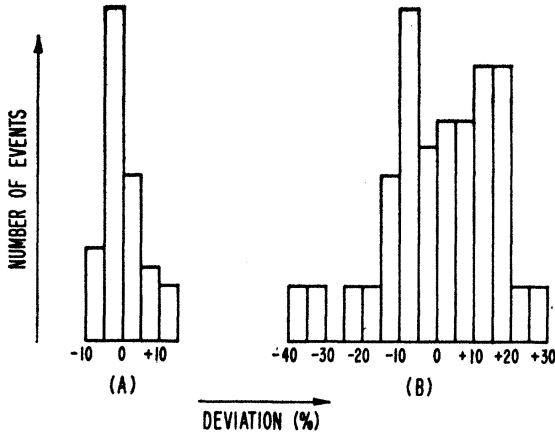 NUMBER OF EVENTS
-10 0 +10
-40 -30 -20 -10 0 +10 +20 +30
(A)
(B)
DEVIATION (%)